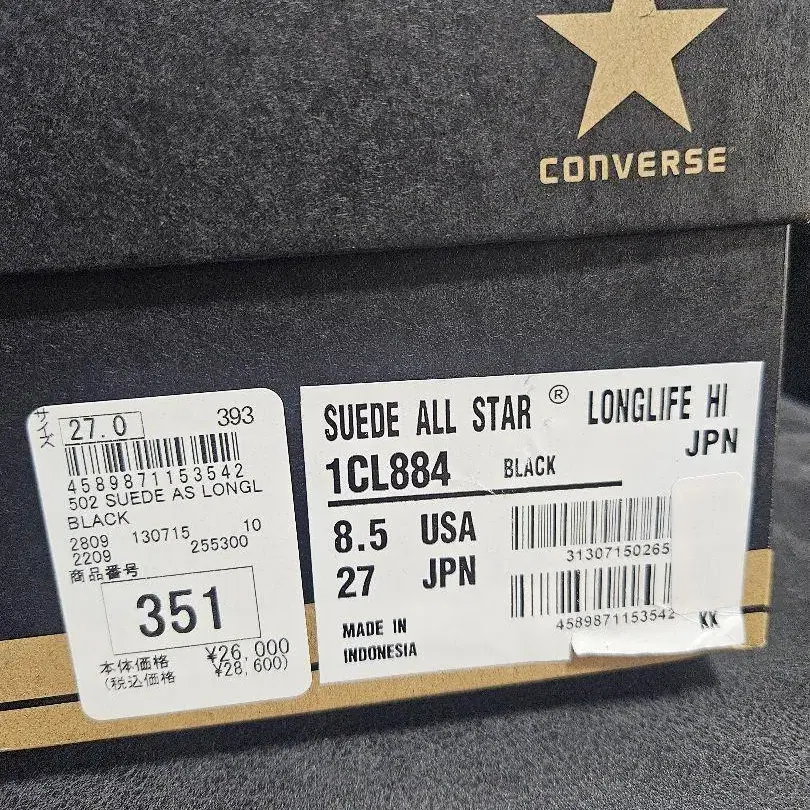 CONVERSE
サイズ 27.0 393
4589871153542
502 SUEDE AS LONGL
BLACK
2809 130715 10
2209 255300
商品番号
351
本体価格 ¥26,000
(税込価格 ¥28,600)
SUEDE ALL STAR ® LONGLIFE HI
JPN
1CL884 BLACK
8.5 USA
31307150265
27 JPN
4589871153542 KK
MADE IN
INDONESIA